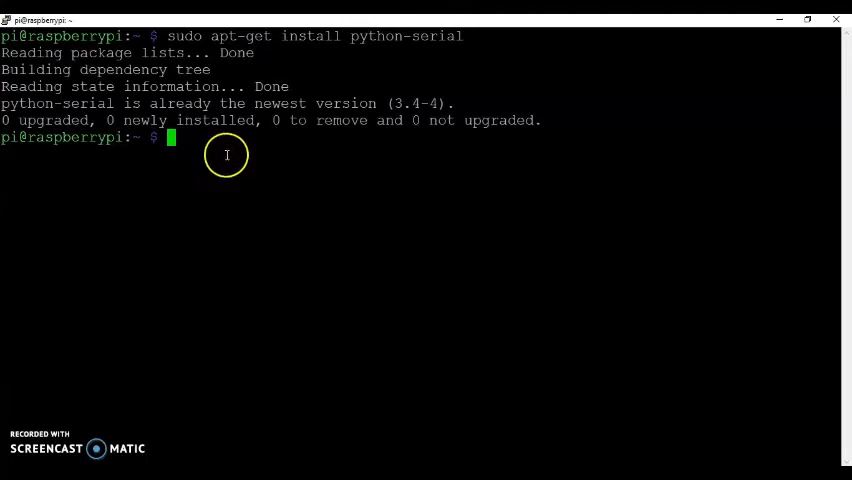 pi@raspberrypi: ~
pi@raspberrypi:~ $ sudo apt-get install python-serial
Reading package lists... Done
Building dependency tree
Reading state information... Done
python-serial is already the newest version (3.4-4).
0 upgraded, 0 newly installed, 0 to remove and 0 not upgraded.
pi@raspberrypi:~ $
RECORDED WITH
SCREENCAST MATIC